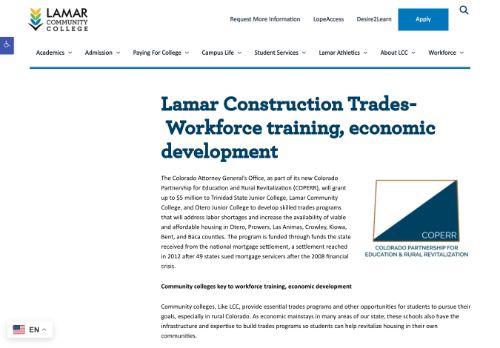 LAMAR
COMMUNITY
COLLEGE
Request More Information LopeAccess Desire2Learn Apply
Academics Admission Paying For College Campus Life Student Services Lamar Athletics About LCC Workforce
Lamar Construction Trades-
Workforce training, economic
development
The Colorado Attorney General's Office, as part of its new Colorado
Partnership for Education and Rural Revitalization (COPERR), will grant
up to $5 million to Trinidad State Junior College, Lamar Community
College, and Otero Junior College to develop skilled trades programs
that will address labor shortages and increase the availability of viable
and affordable housing in Otero, Prowers, Las Animas, Crowley, Kiowa,
Bent, and Baca counties. The program is funded through funds the state
received from the national mortgage settlement, a settlement reached
in 2012 after 49 states sued mortgage services after the 2008 financial
crisis.
COPERR
COLORADO PARTNERSHIP FOR
EDUCATION & RURAL REVITALIZATION
Community colleges key to workforce training, economic development
Community colleges, Like LCC, provide essential trades programs and other opportunities for students to pursue their
goals, especially in rural Colorado. As economic mainstays in many areas of our state, these schools also have the
infrastructure and expertise to build trades programs so students can help revitalize housing in their own
communities.
EN